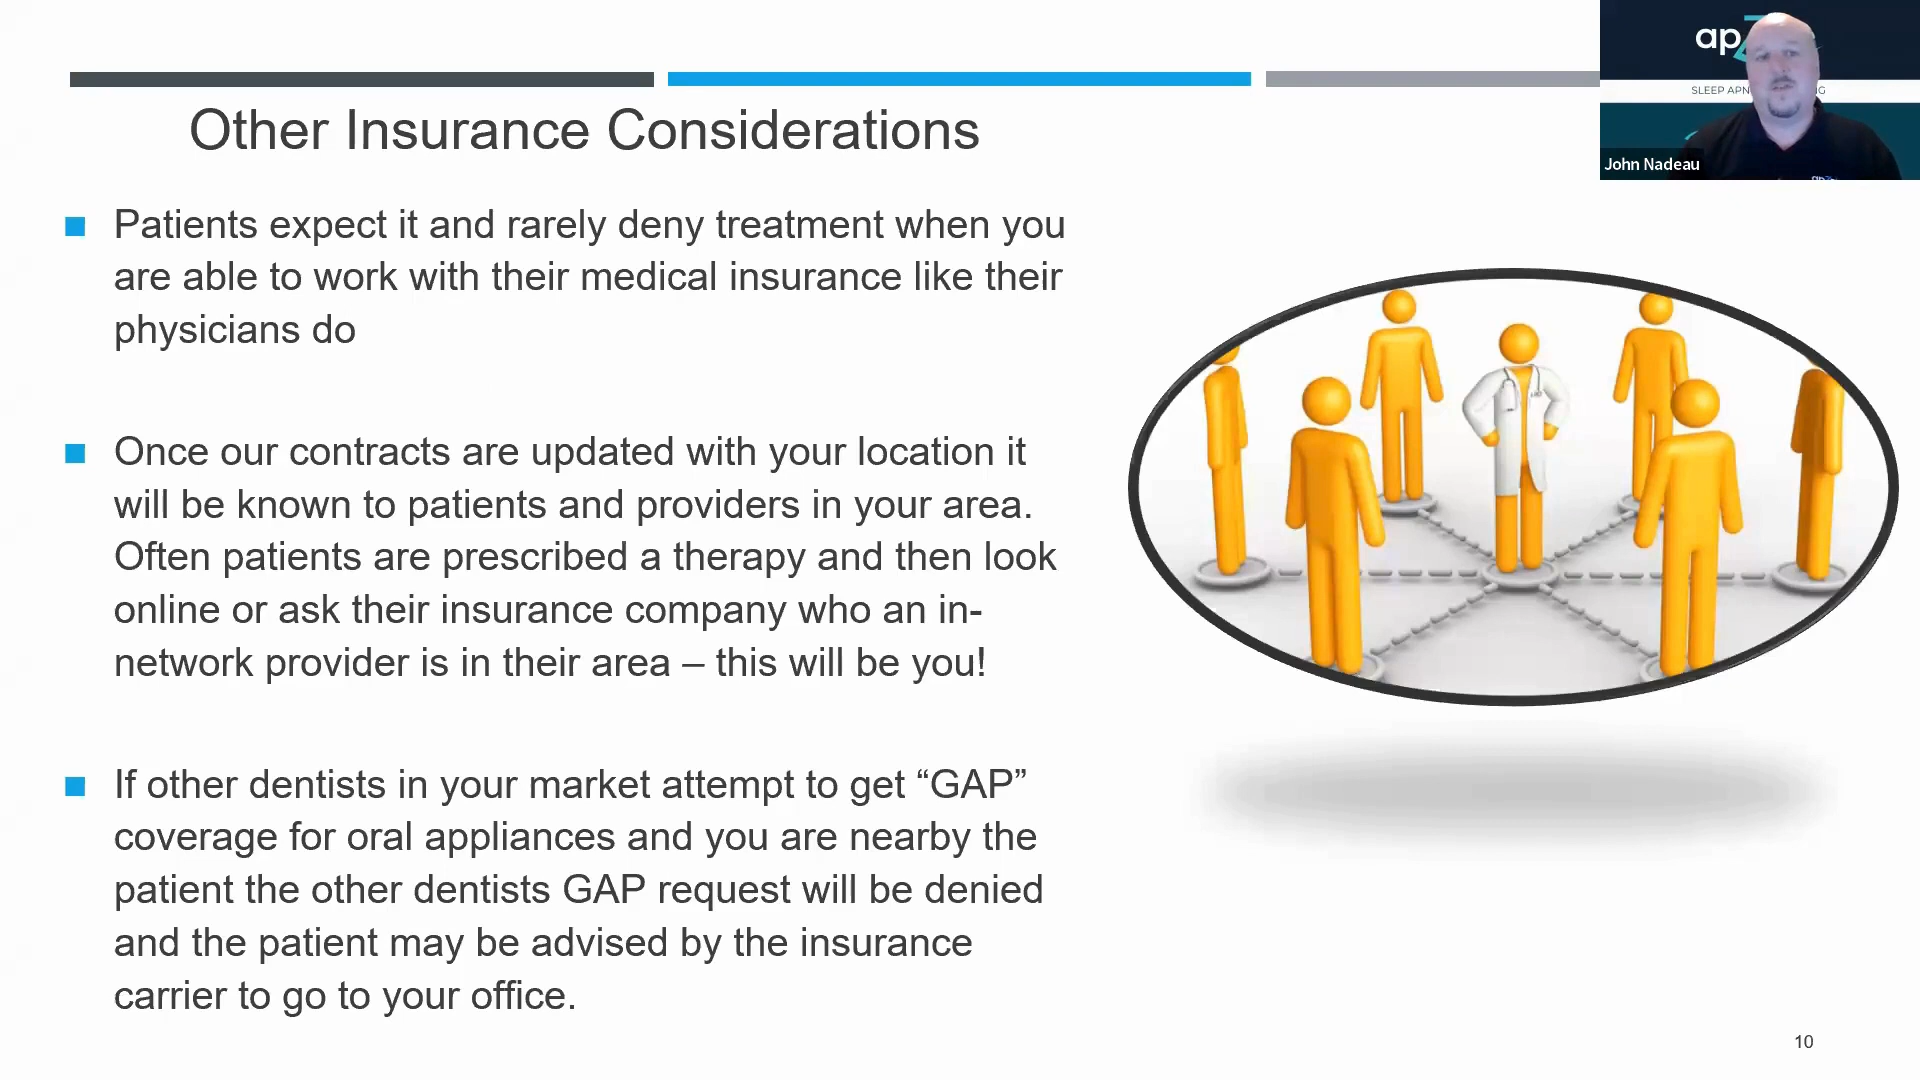 ap
SLEEP APN
G
John Nadeau
Other Insurance Considerations
Patients expect it and rarely deny treatment when you
are able to work with their medical insurance like their
physicians do
Once our contracts are updated with your location it
will be known to patients and providers in your area.
Often patients are prescribed a therapy and then look
online or ask their insurance company who an in-
network provider is in their area – this will be you!
If other dentists in your market attempt to get “GAP”
coverage for oral appliances and you are nearby the
patient the other dentists GAP request will be denied
and the patient may be advised by the insurance
carrier to go to your office.
10